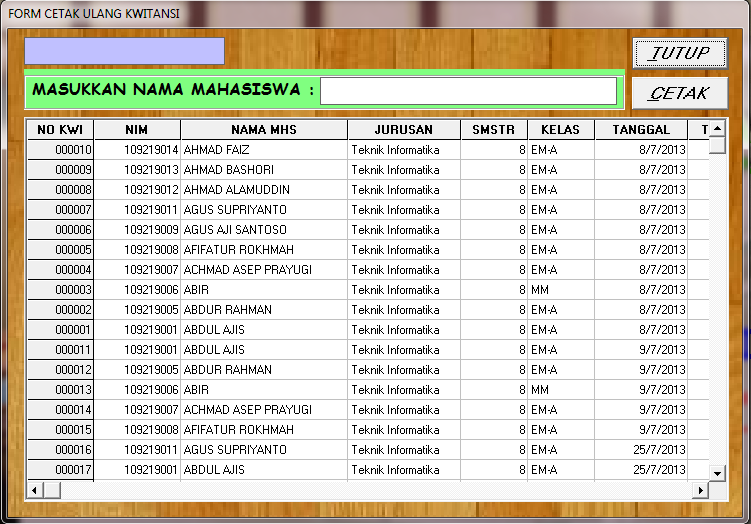 FORM CETAK ULANG KWITANSI
TUTUP
MASUKKAN NAMA MAHASISWA :
CETAK
NO KWI NIM NAMA MHS JURUSAN SMSTR KELAS TANGGAL T
000010 109219014 AHMAD FAIZ Teknik Informatika 8 EM-A 8/7/2013
000009 109219013 AHMAD BASHORI Teknik Informatika 8 EM-A 8/7/2013
000008 109219012 AHMAD ALAMUDDIN Teknik Informatika 8 EM-A 8/7/2013
000007 109219011 AGUS SUPRIYANTO Teknik Informatika 8 EM-A 8/7/2013
000006 109219009 AGUS AJI SANTOSO Teknik Informatika 8 EM-A 8/7/2013
000005 109219008 AFIFATUR ROKHMAH Teknik Informatika 8 EM-A 8/7/2013
000004 109219007 ACHMAD ASEP PRAYUGI Teknik Informatika 8 EM-A 8/7/2013
000003 109219006 ABIR Teknik Informatika 8 MM 8/7/2013
000002 109219005 ABDUR RAHMAN Teknik Informatika 8 EM-A 8/7/2013
000001 109219001 ABDUL AJIS Teknik Informatika 8 EM-A 8/7/2013
000011 109219001 ABDUL AJIS Teknik Informatika 8 EM-A 9/7/2013
000012 109219005 ABDUR RAHMAN Teknik Informatika 8 EM-A 9/7/2013
000013 109219006 ABIR Teknik Informatika 8 MM 9/7/2013
000014 109219007 ACHMAD ASEP PRAYUGI Teknik Informatika 8 EM-A 9/7/2013
000015 109219008 AFIFATUR ROKHMAH Teknik Informatika 8 EM-A 9/7/2013
000016 109219011 AGUS SUPRIYANTO Teknik Informatika 8 EM-A 25/7/2013
000017 109219001 ABDUL AJIS Teknik Informatika 8 EM-A 25/7/2013